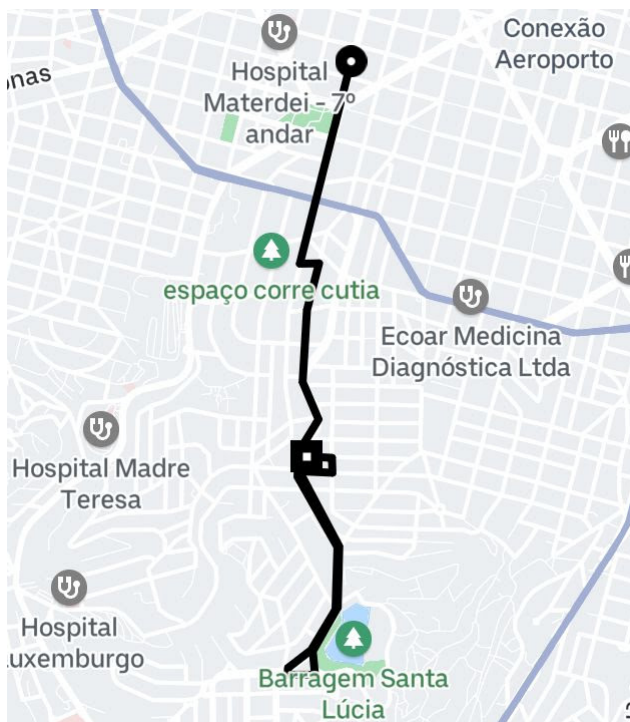 Conexão
Aeroporto
onas
Hospital
Materdei - 7º
andar
espaço corre cutia
Ecoar Medicina
Diagnóstica Ltda
Hospital Madre
Teresa
Hospital
uxemburgo
Barragem Santa
Lúcia